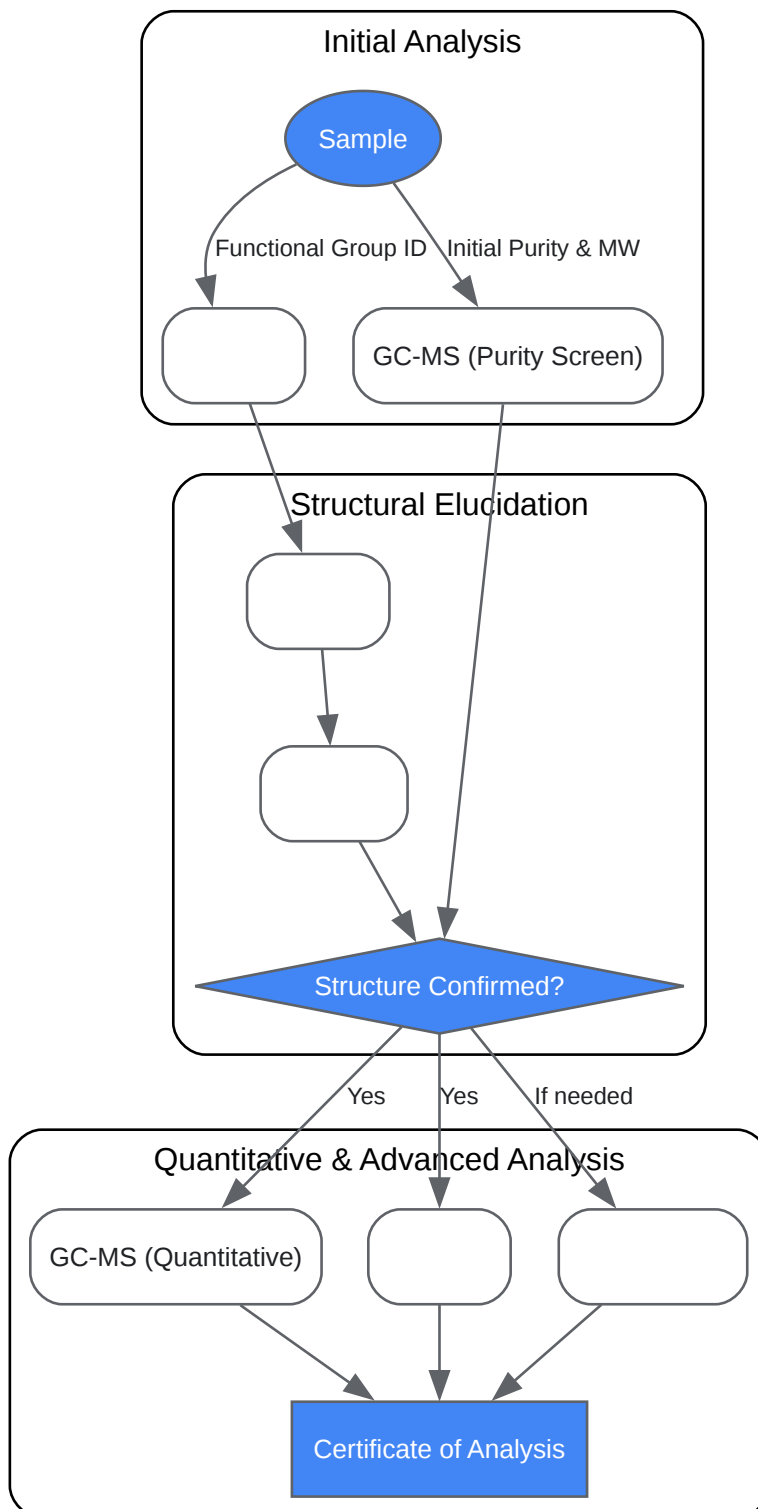 Initial Analysis
Sample
Functional Group ID
Initial Purity & MW
GC-MS (Purity Screen)
Structural Elucidation
Structure Confirmed?
Yes
Yes
If needed
Quantitative & Advanced Analysis
GC-MS (Quantitative)
Certificate of Analysis